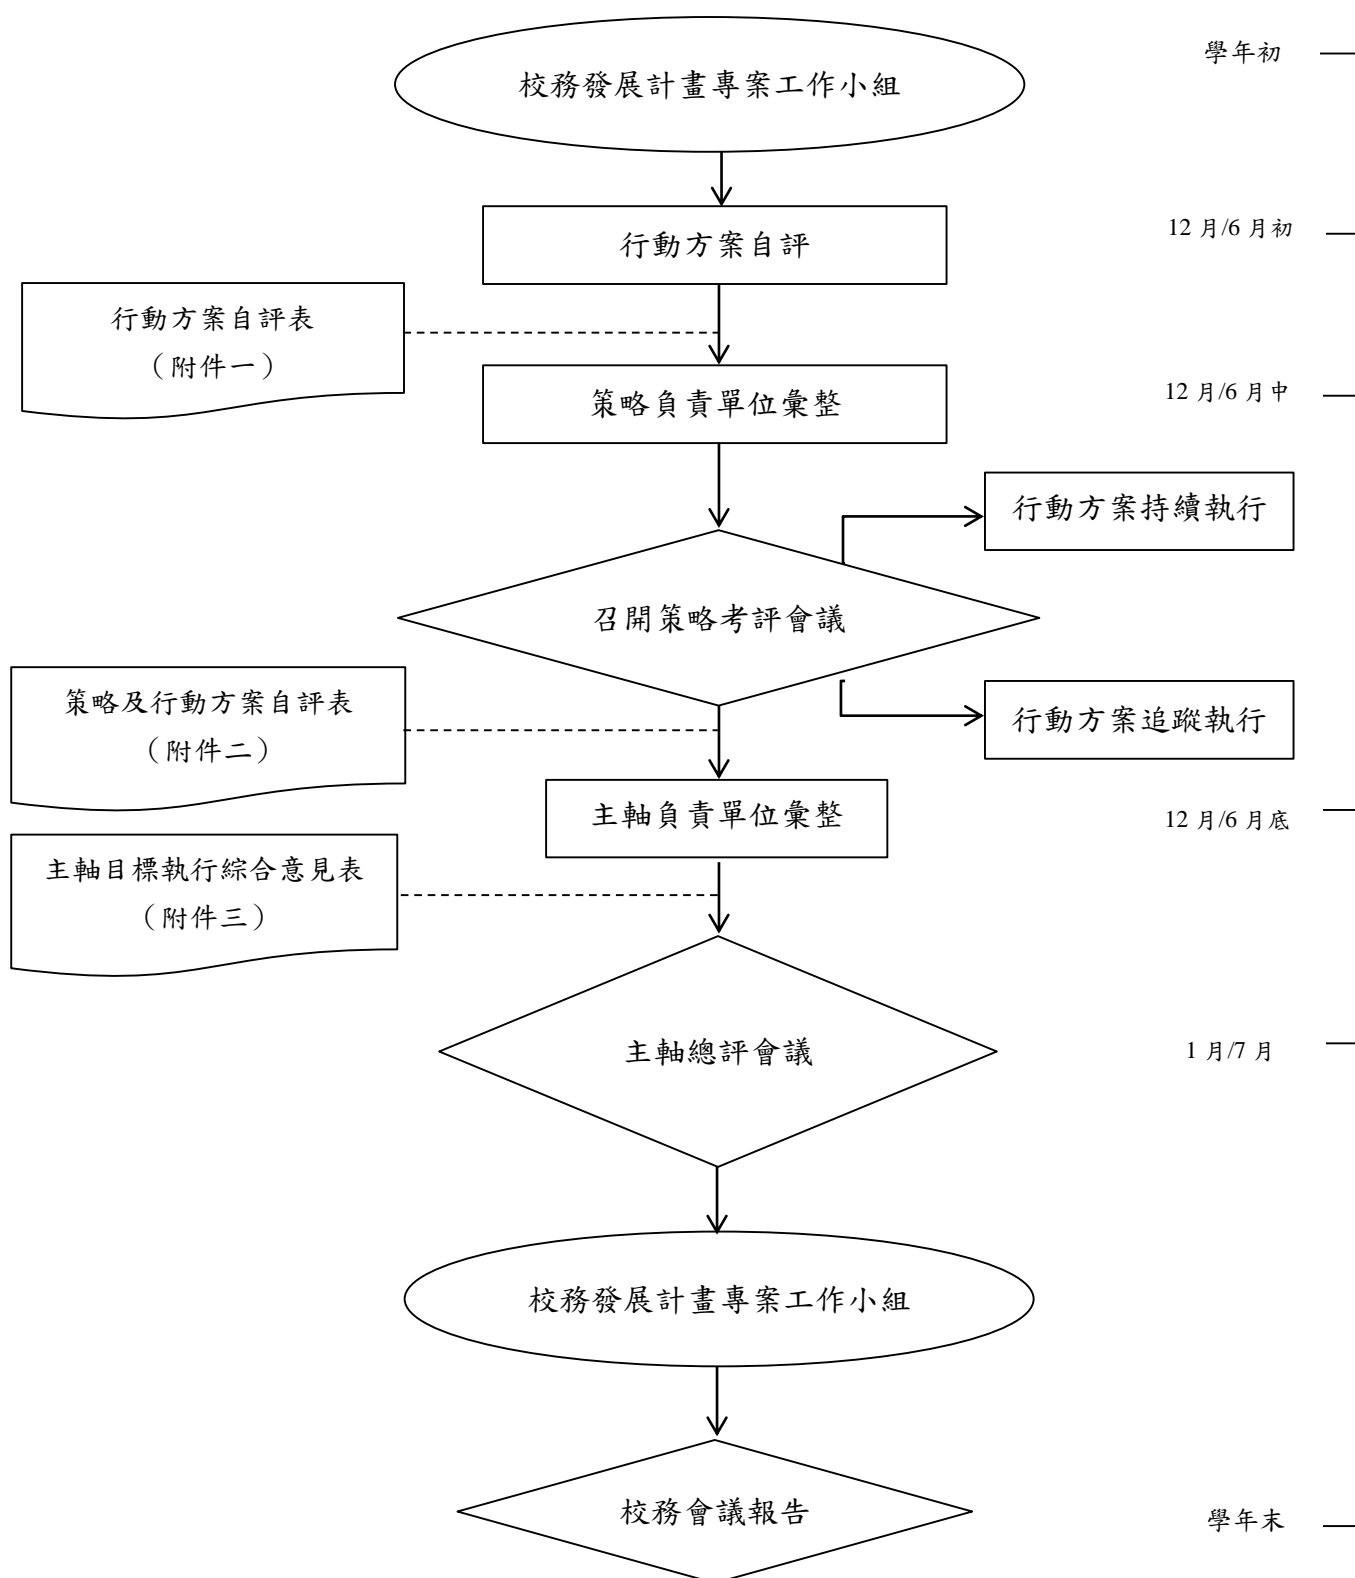 學年初
校務發展計畫專案工作小組
12 月/6 月初
行動方案自評
行動方案自評表
（附件一）
12 月/6 月中
策略負責單位彙整
行動方案持續執行
召開策略考評會議
策略及行動方案自評表
（附件二）
行動方案追蹤執行
主軸負責單位彙整
12 月/6 月底
主軸目標執行綜合意見表
（附件三）
主軸總評會議
1 月/7 月
校務發展計畫專案工作小組
校務會議報告
學年末